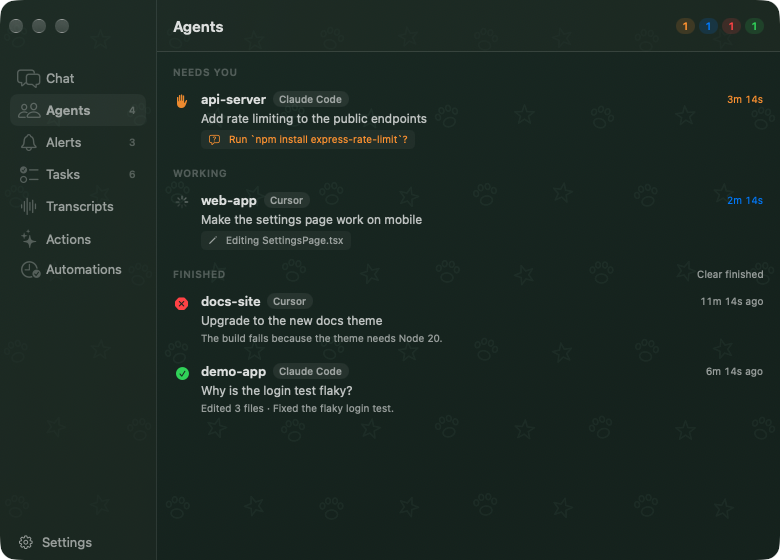 Agents
1 1 1 1
Chat
Agents 4
Alerts 3
Tasks 6
Transcripts
Actions
Automations
Settings
NEEDS YOU
api-server Claude Code 3m 14s
Add rate limiting to the public endpoints
Run `npm install express-rate-limit`?
WORKING
web-app Cursor 2m 14s
Make the settings page work on mobile
Editing SettingsPage.tsx
FINISHED Clear finished
docs-site Cursor 11m 14s ago
Upgrade to the new docs theme
The build fails because the theme needs Node 20.
demo-app Claude Code 6m 14s ago
Why is the login test flaky?
Edited 3 files · Fixed the flaky login test.